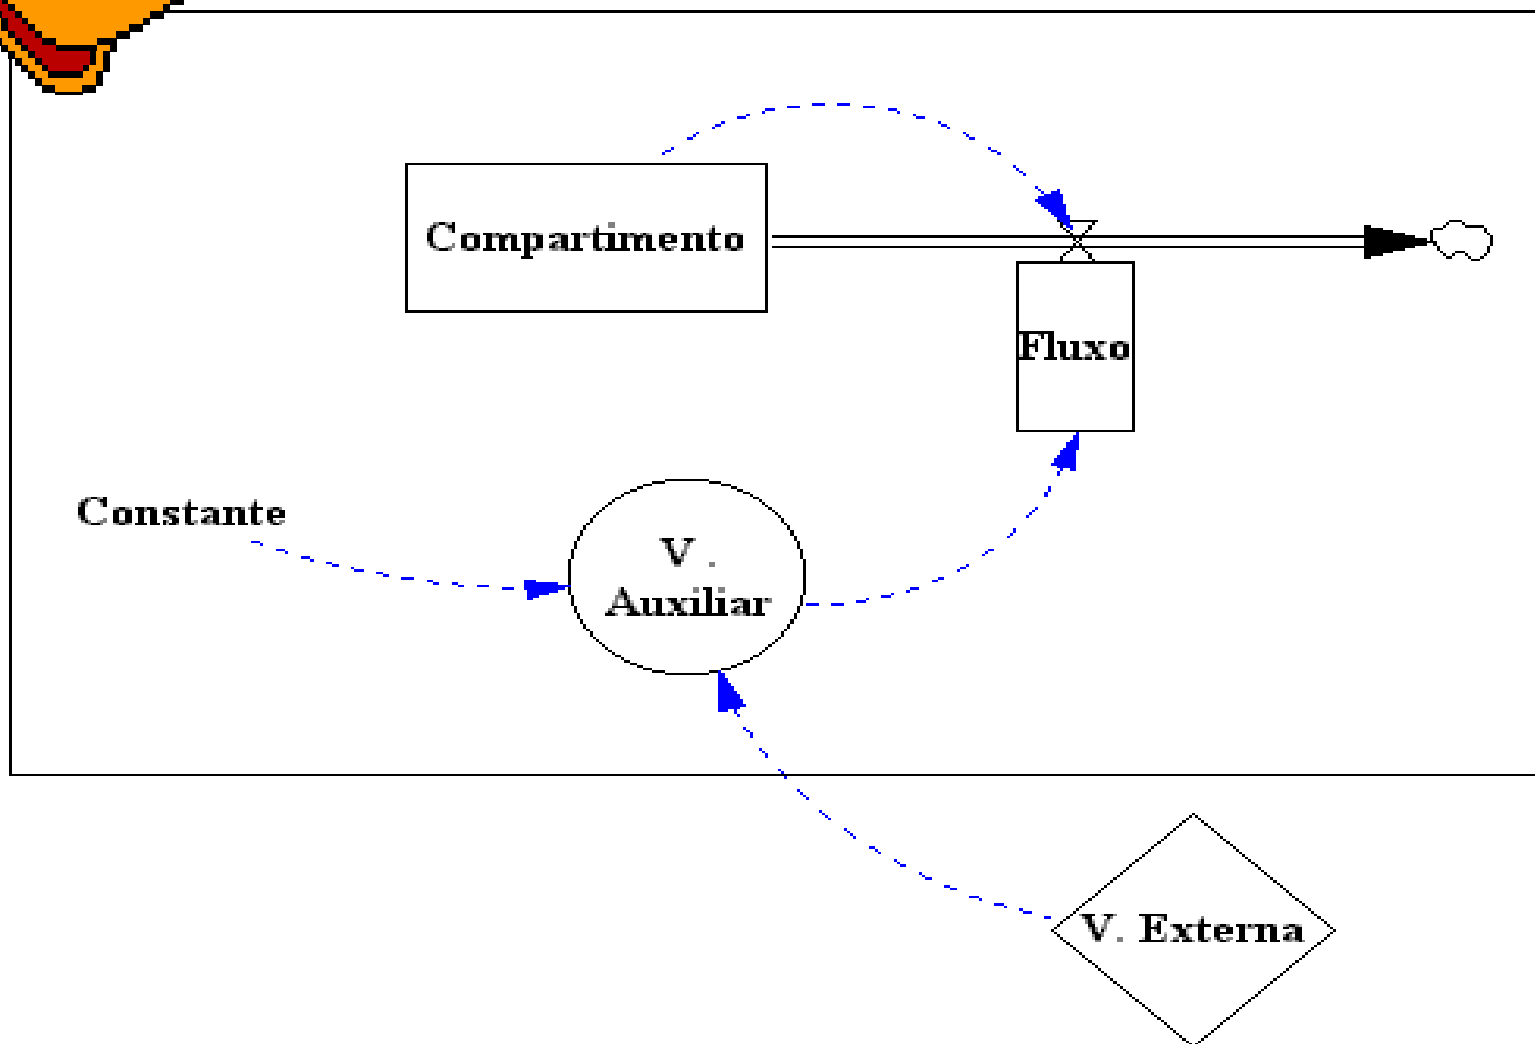 Compartimento
Fluxo
Constante
V .
Auxiliar
V. Externa